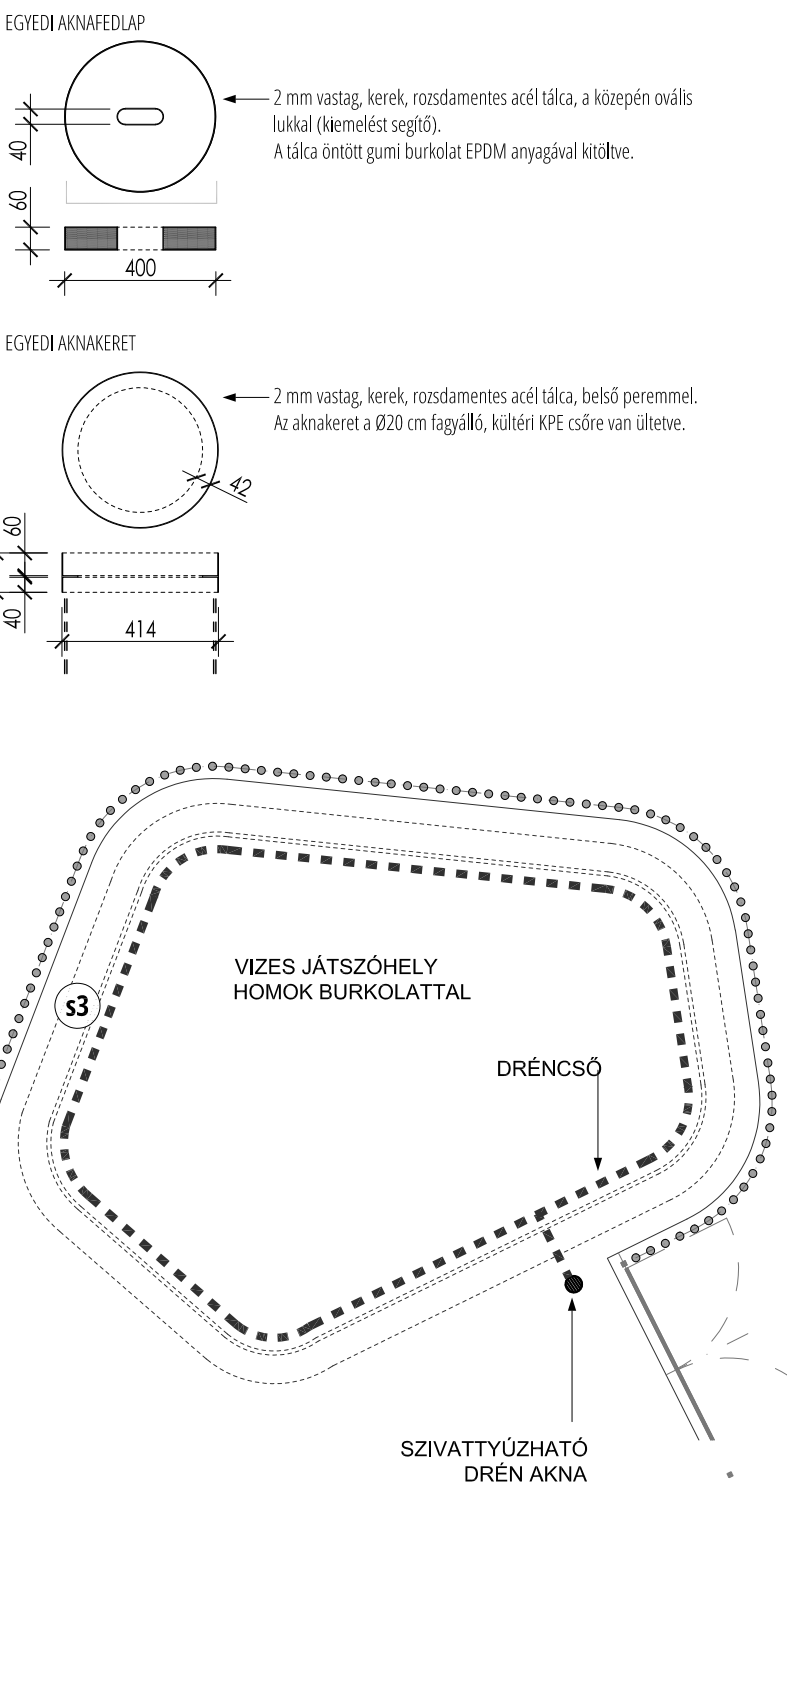 EGYEDI AKNAFEDLAP
2 mm vastag, kerek, rozsdamentes acél tálca, a közepén ovális
lukkal (kiemelést segítő).
A tálca öntött gumi burkolat EPDM anyagával kitöltve.
40
60
400
EGYEDI AKNAKERET
2 mm vastag, kerek, rozsdamentes acél tálca, belső peremmel.
Az aknakeret a Ø20 cm fagyálló, kültéri KPE csőre van ültetve.
42
60
40
414
VIZES JÁTSZÓHELY
HOMOK BURKOLATTAL
s3
DRÉNCSŐ
SZIVATTYÚZHATÓ
DRÉN AKNA